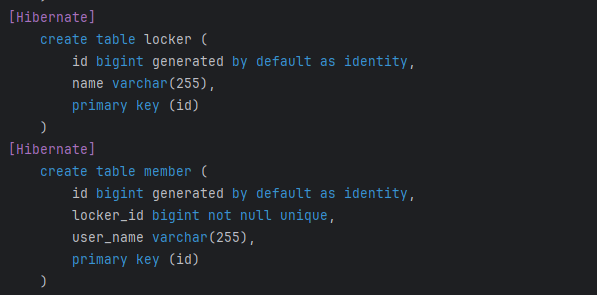 [Hibernate]
    create table locker (
        id bigint generated by default as identity,
        name varchar(255),
        primary key (id)
    )
[Hibernate]
    create table member (
        id bigint generated by default as identity,
        locker_id bigint not null unique,
        user_name varchar(255),
        primary key (id)
    )